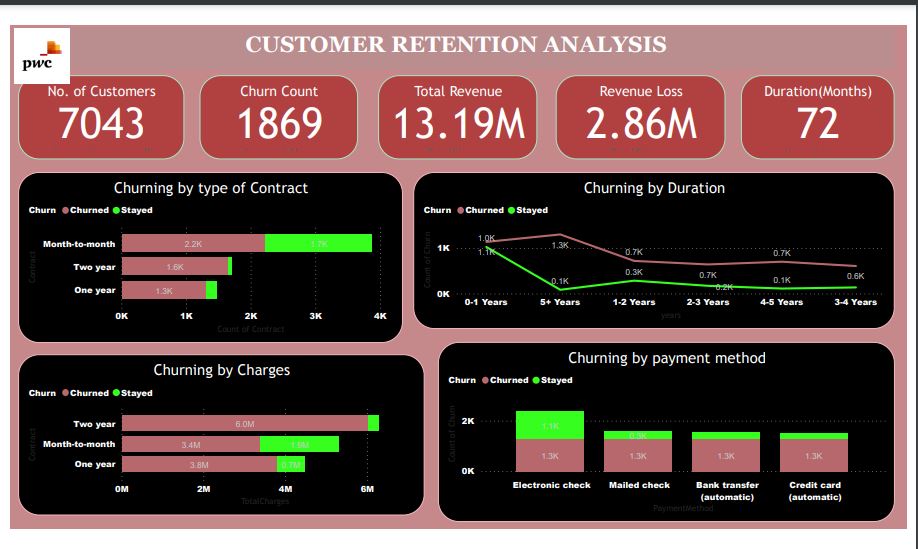 pwc
CUSTOMER RETENTION ANALYSIS
No. of Customers
7043
Churn Count
1869
Total Revenue
13.19M
Revenue Loss
2.86M
Duration(Months)
72
Churning by type of Contract
Churn Churned Stayed
Contract
Month-to-month 2.2K 1.7K
Two year 1.6K
One year 1.3K
0K 1K 2K 3K 4K
Count of Contract
Churning by Duration
Churn Churned Stayed
Count of Churn
1K
0K
1.0K
1.1K
1.3K
0.1K
0.7K
0.3K
0.7K
0.2K
0.7K
0.1K
0.6K
0-1 Years 5+ Years 1-2 Years 2-3 Years 4-5 Years 3-4 Years
years
Churning by Charges
Churn Churned Stayed
Contract
Two year 6.0M
Month-to-month 3.4M 1.9M
One year 3.8M 0.7M
0M 2M 4M 6M
TotalCharges
Churning by payment method
Churn Churned Stayed
Count of Churn
2K
0K
1.1K 0.3K
1.3K 1.3K 1.3K 1.3K
Electronic check Mailed check Bank transfer Credit card
(automatic) (automatic)
PaymentMethod